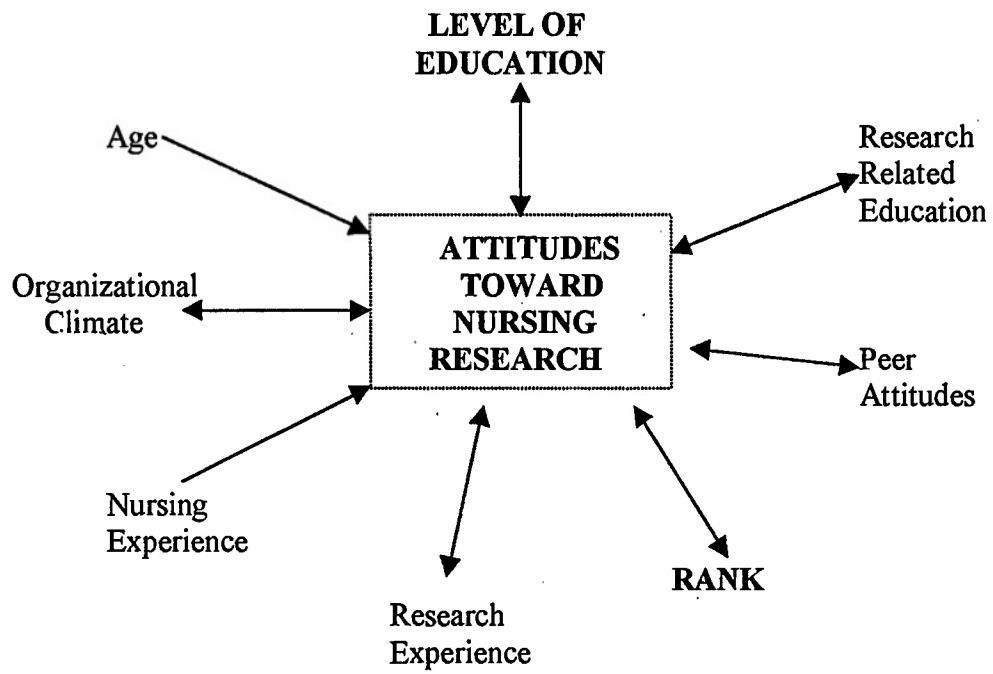 LEVEL OF
EDUCATION
Age
Research
Related
Education
ATTITUDES
TOWARD
NURSING
RESEARCH
Organizational
Climate
Peer
Attitudes
Nursing
Experience
RANK
Research
Experience